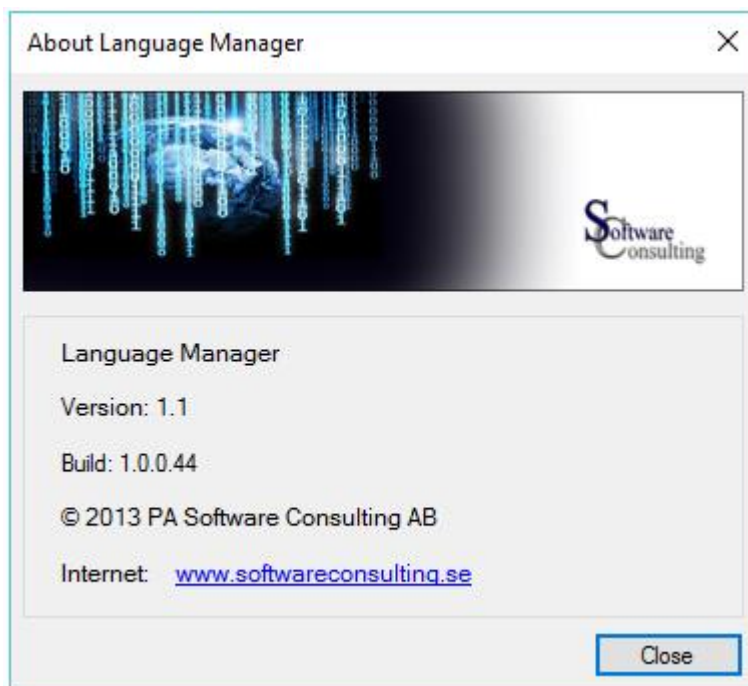 About Language Manager
Software
Consulting
Language Manager
Version: 1.1
Build: 1.0.0.44
© 2013 PA Software Consulting AB
Internet: www.softwareconsulting.se
Close